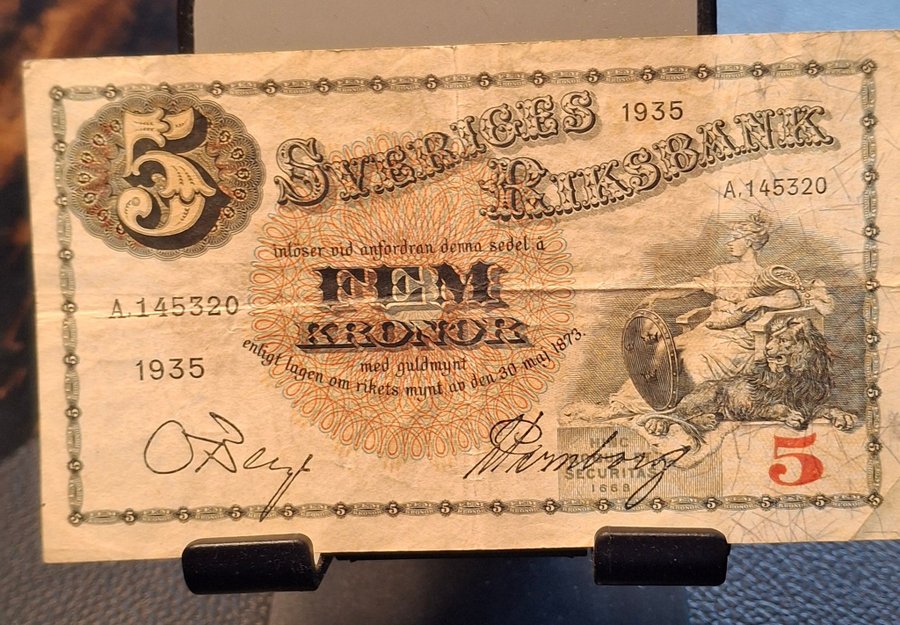 5
SVERIGES 1935
RIKSBANK
A.145320
inlöser vid anfordran denna sedel å
FEM
KRONOR
med guldmynt
enligt lagen om rikets mynt av den 30 maj 1873.
A.145320
1935
SECURITAS
1668
5